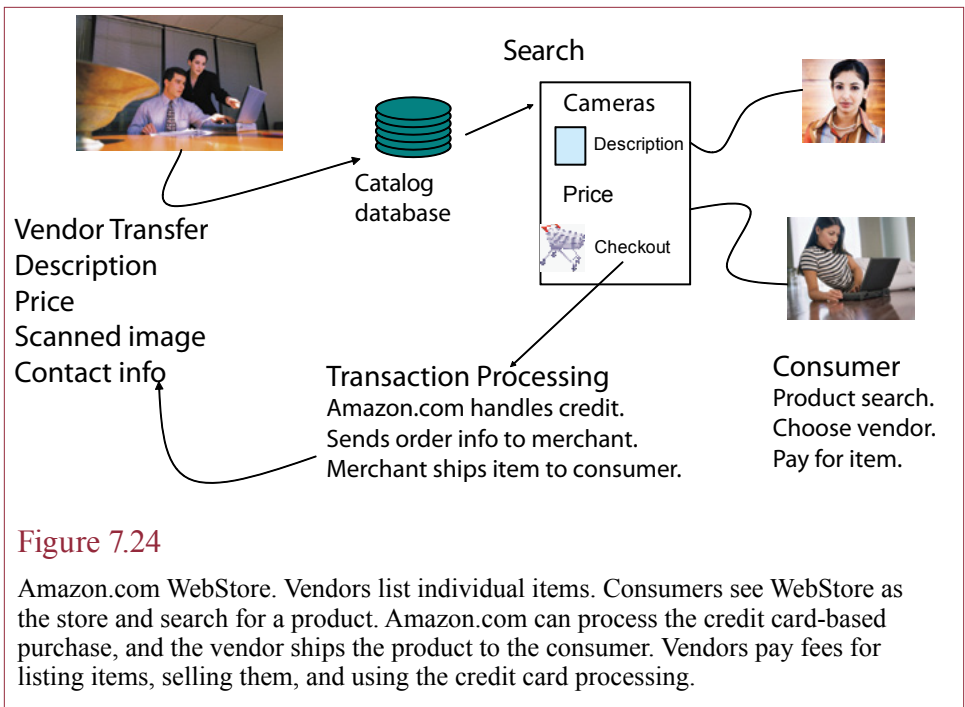 Search
Cameras
Description
Price
Checkout
Catalog
database
Vendor Transfer
Description
Price
Scanned image
Contact info
Transaction Processing
Amazon.com handles credit.
Sends order info to merchant.
Merchant ships item to consumer.
Consumer
Product search.
Choose vendor.
Pay for item.
Figure 7.24
Amazon.com WebStore. Vendors list individual items. Consumers see WebStore as
the store and search for a product. Amazon.com can process the credit card-based
purchase, and the vendor ships the product to the consumer. Vendors pay fees for
listing items, selling them, and using the credit card processing.